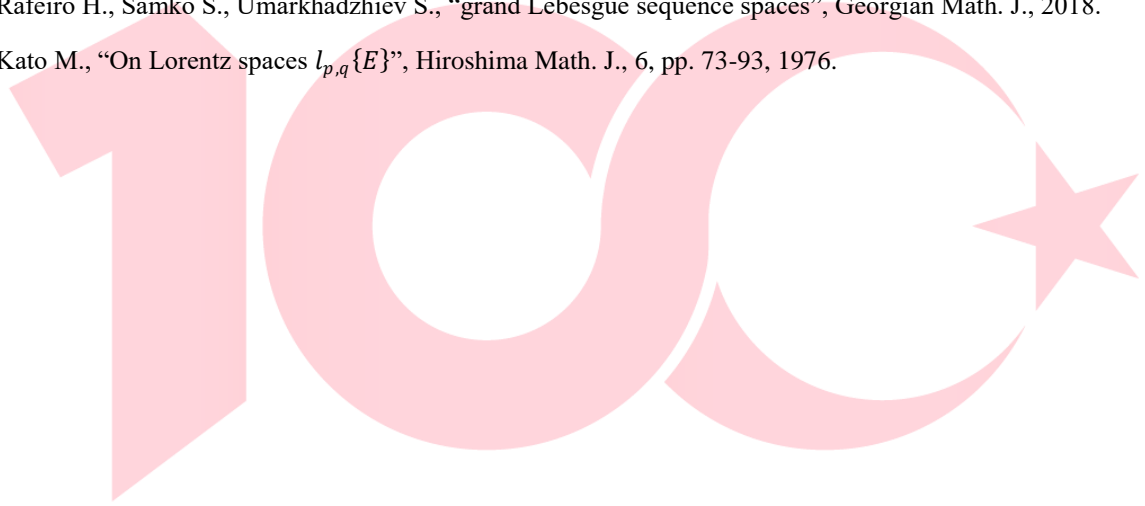 Rafeiro H., Samko S., Umarkhadzhiev S., “grand Lebesgue sequence spaces”, Georgian Math. J., 2018.
Kato M., “On Lorentz spaces l_{p,q}{E}”, Hiroshima Math. J., 6, pp. 73-93, 1976.
100